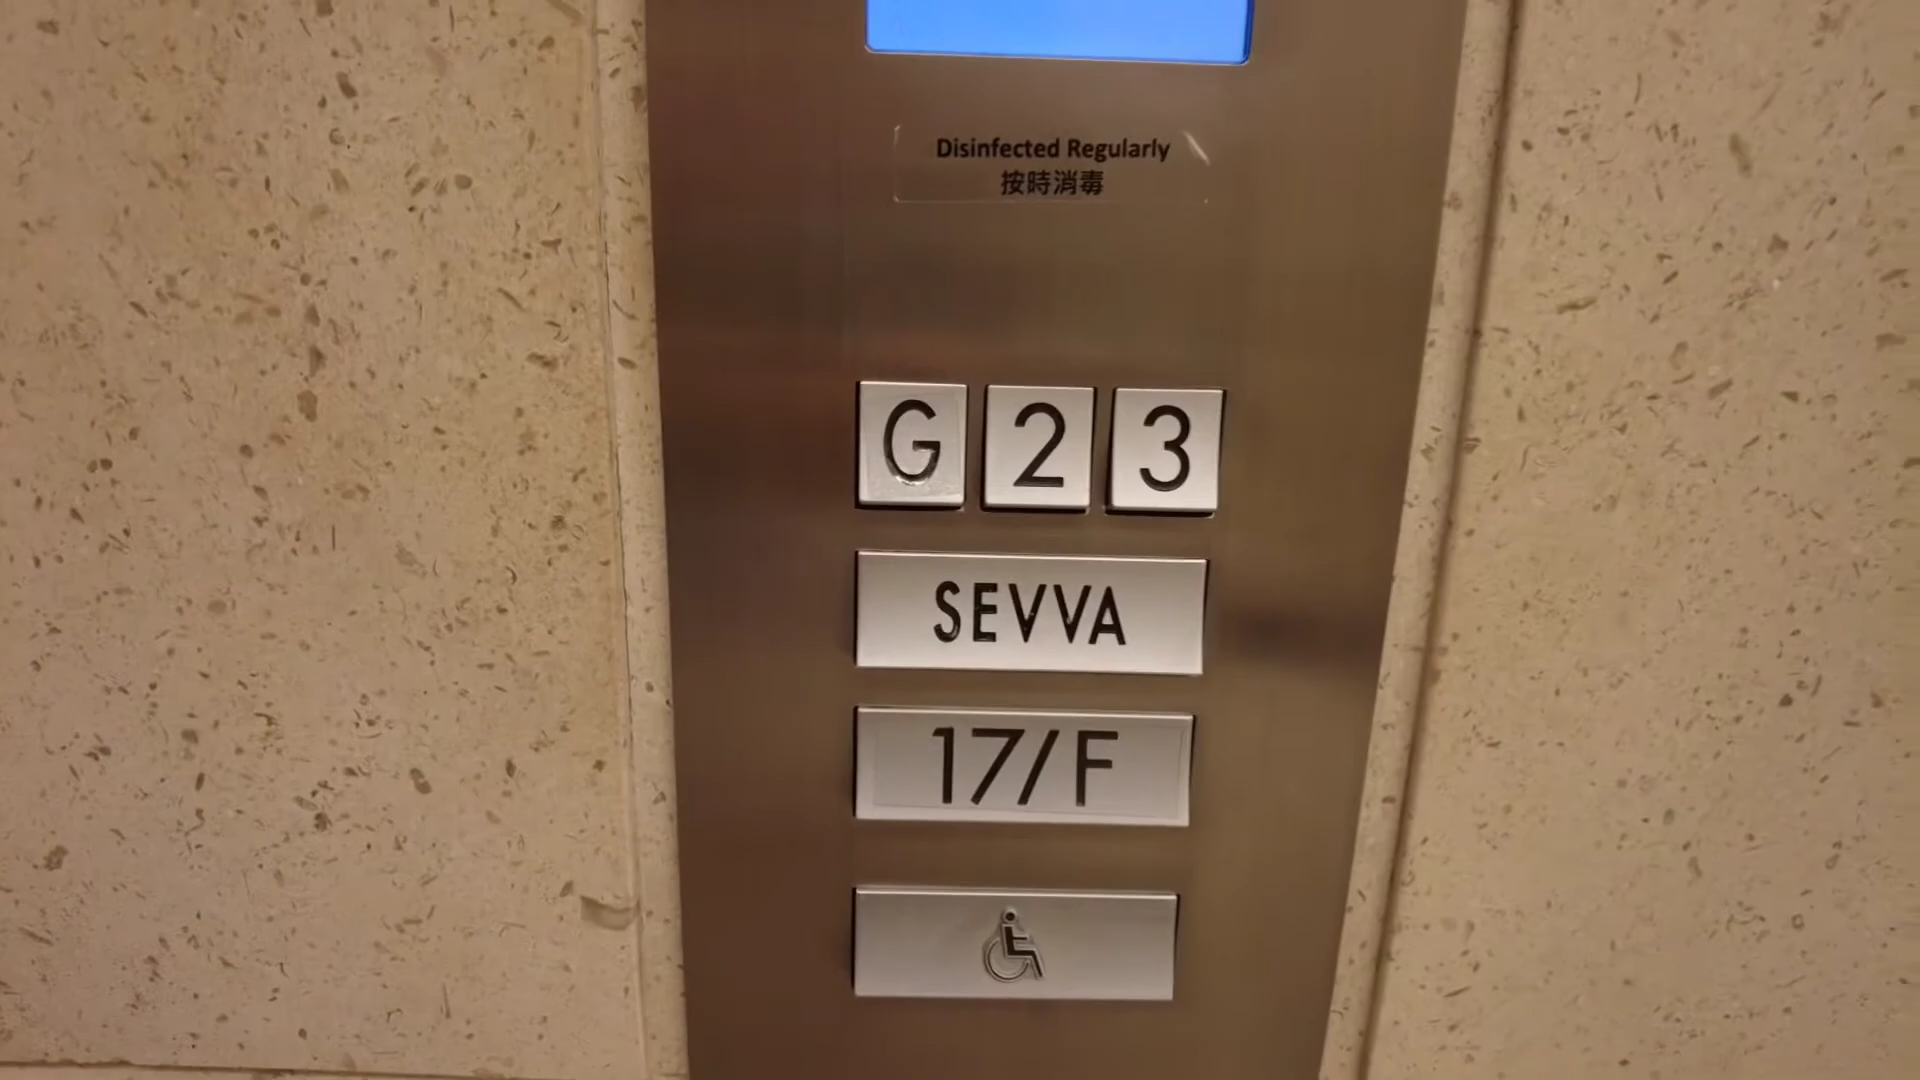 Disinfected Regularly
按時消毒
G 2 3
SEVVA
17/F